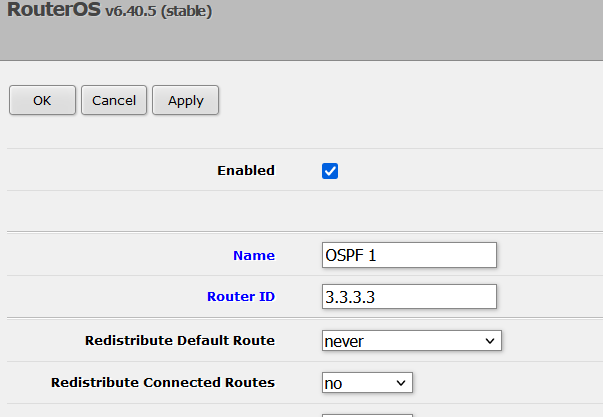 RouterOS v6.40.5 (stable)
OK Cancel Apply
Enabled
Name OSPF 1
Router ID 3.3.3.3
Redistribute Default Route never
Redistribute Connected Routes no